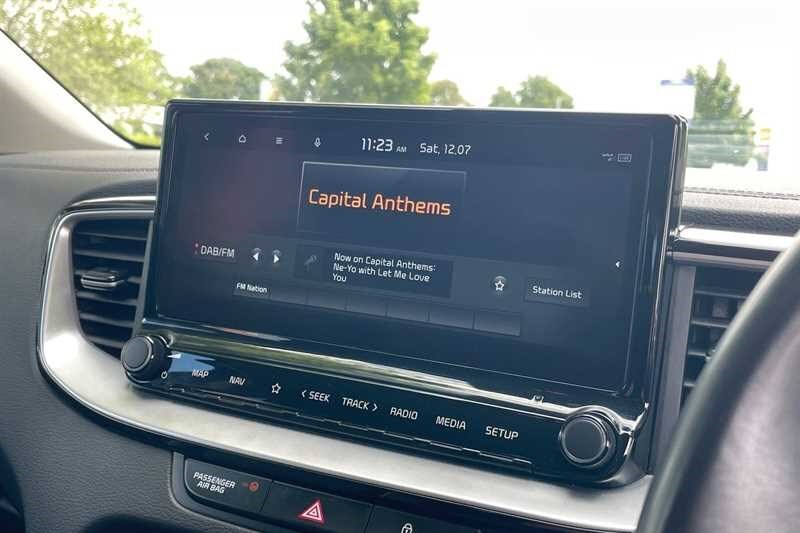 11:23 AM Sat, 12.07
Capital Anthems
DAB/FM
Now on Capital Anthems:
Ne-Yo with Let Me Love
You
Station List
FM Nation
MAP
NAV
< SEEK
TRACK >
RADIO
MEDIA
SETUP
PASSENGER
AIR BAG